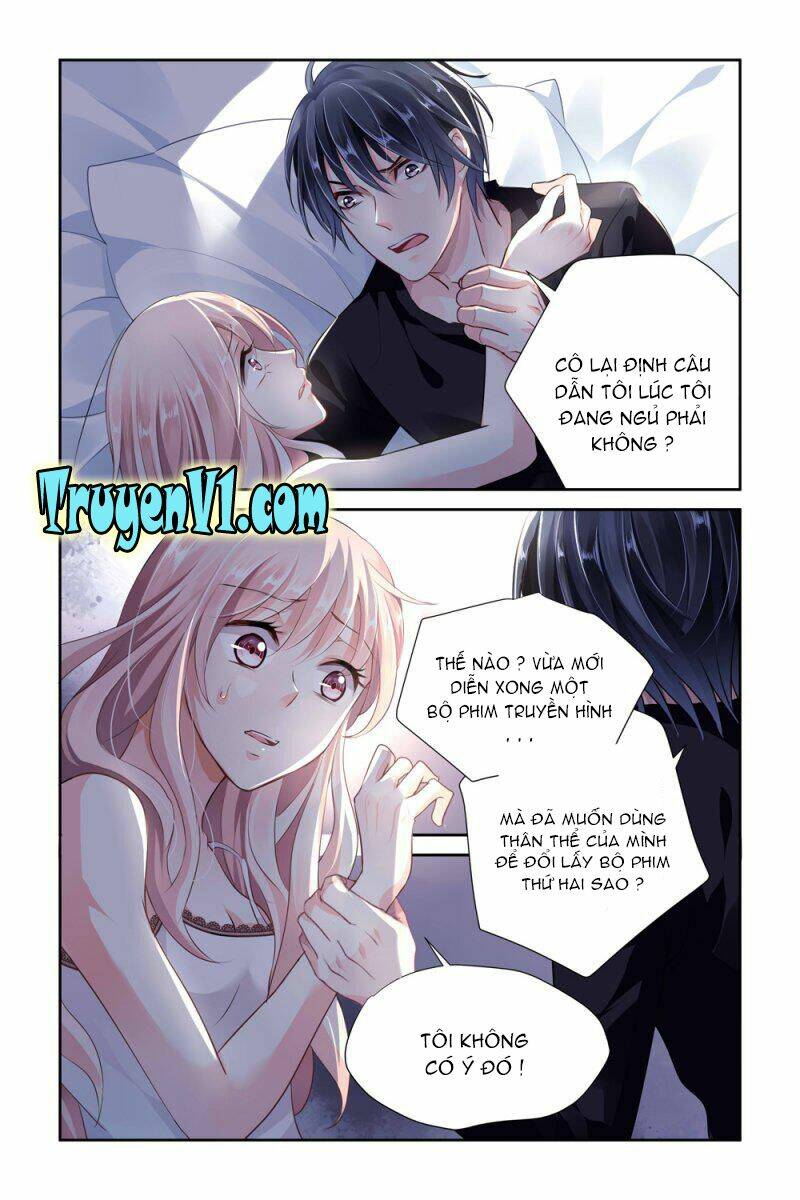 CÔ LẠI ĐỊNH CÂU
DẪN TÔI LÚC TÔI
ĐANG NGỦ PHẢI
KHÔNG ?
TruyenV1.com
THẾ NÀO ? VỪA MỚI
DIỄN XONG MỘT
BỘ PHIM TRUYỀN HÌNH
. . .
MÀ ĐÃ MUỐN DÙNG
THÂN THỂ CỦA MÌNH
ĐỂ ĐỔI LẤY BỘ PHIM
THỨ HAI SAO ?
TÔI KHÔNG
CÓ Ý ĐÓ !